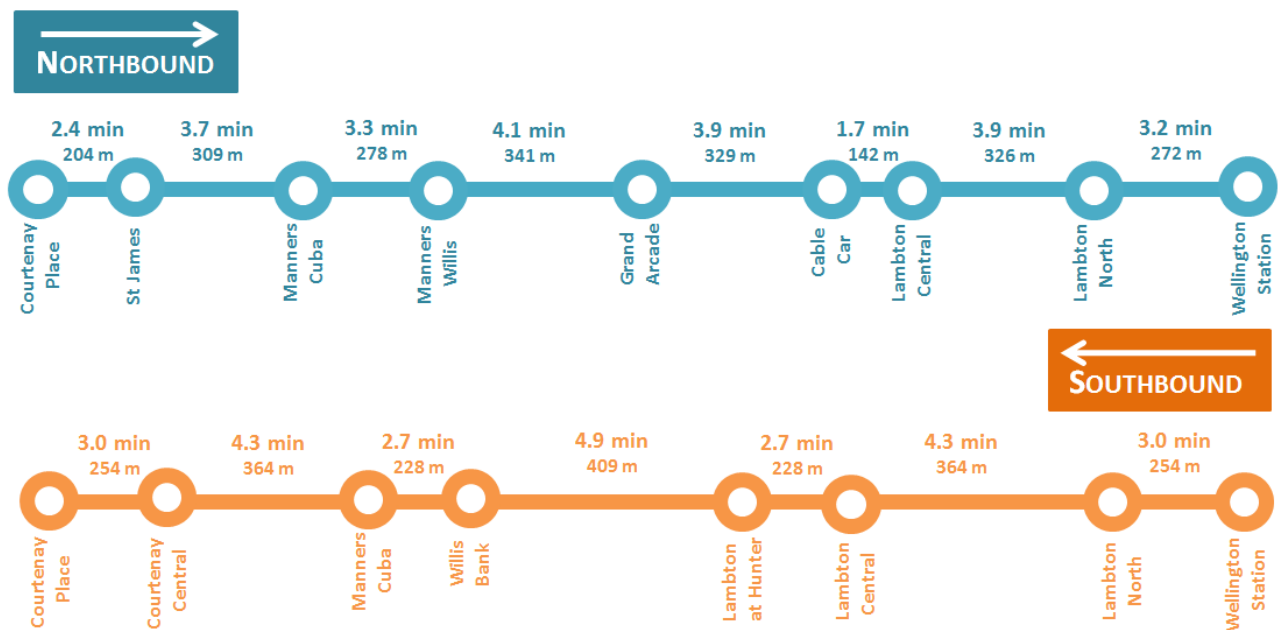 NORTHBOUND
2.4 min
204 m
3.7 min
309 m
3.3 min
278 m
4.1 min
341 m
3.9 min
329 m
1.7 min
142 m
3.9 min
326 m
3.2 min
272 m
Courtenay
Place
St James
Manners
Cuba
Manners
Willis
Grand
Arcade
Cable
Car
Lambton
Central
Lambton
North
Wellington
Station
SOUTHBOUND
3.0 min
254 m
4.3 min
364 m
2.7 min
228 m
4.9 min
409 m
2.7 min
228 m
4.3 min
364 m
3.0 min
254 m
Courtenay
Place
Courtenay
Central
Manners
Cuba
Willis
Bank
Lambton
at Hunter
Lambton
Central
Lambton
North
Wellington
Station